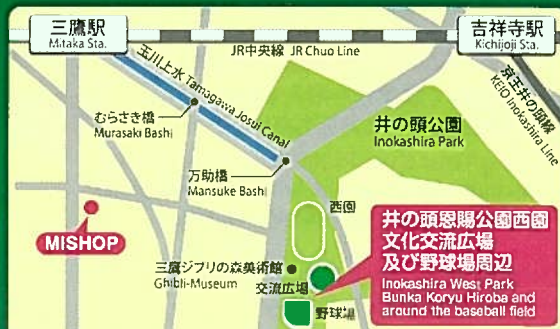 三鷹駅
Mitaka Sta.
JR中央線 JR Chuo Line
吉祥寺駅
Kichijoji Sta.
玉川上水 Tamagawa Josui Canal
京王井の頭線
KEIO Inokashira Line
むらさき橋
Murasaki Bashi
井の頭公園
Inokashira Park
万助橋
Mansuke Bashi
西園
MISHOP
井の頭恩賜公園西園
文化交流広場
及び野球場周辺
Inokashira West Park
Bunka Koryu Hiroba and
around the baseball field
三鷹ジブリの森美術館
Ghibli-Museum
交流広場
野球場